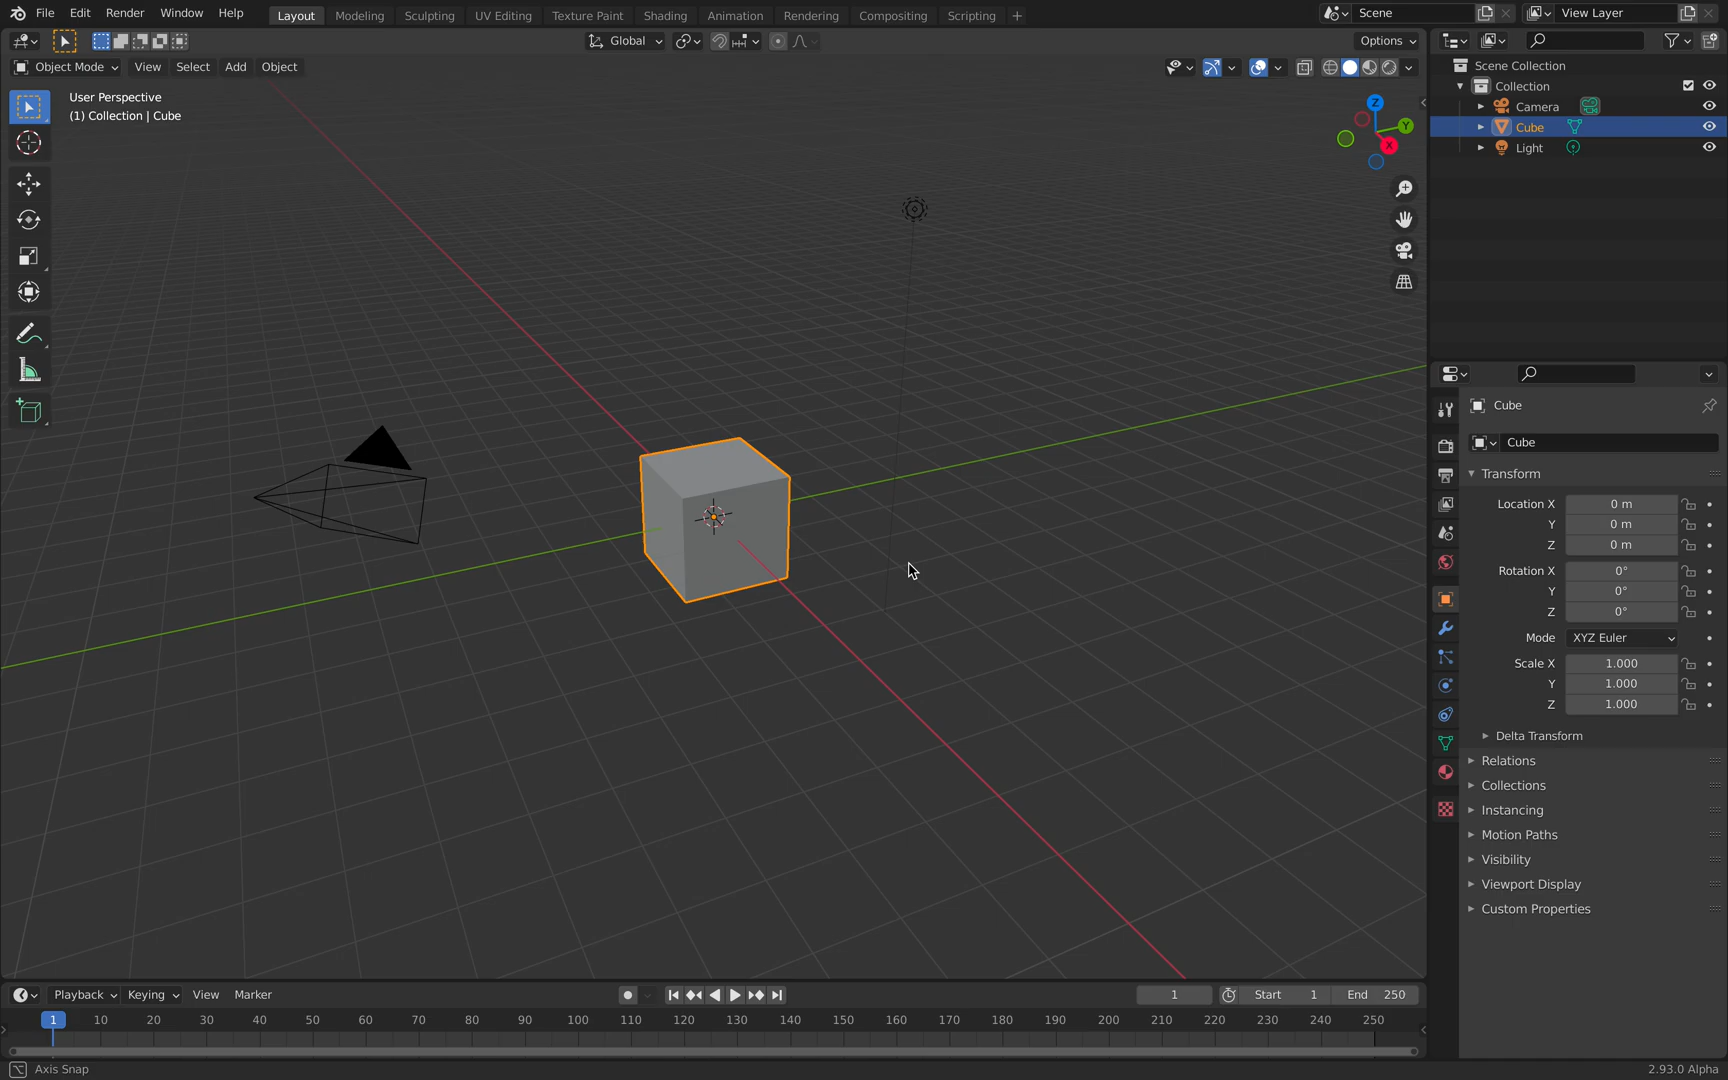 File Edit Render Window Help Layout Modeling Sculpting UV Editing Texture Paint Shading Animation Rendering Compositing Scripting + Scene View Layer
Global Options
Object Mode View Select Add Object
User Perspective
(1) Collection | Cube
Z
Y
X
Scene Collection
Collection
Camera
Cube
Light
Cube
Cube
Transform
Location X 0 m
Y 0 m
Z 0 m
Rotation X 0°
Y 0°
Z 0°
Mode XYZ Euler
Scale X 1.000
Y 1.000
Z 1.000
Delta Transform
Relations
Collections
Instancing
Motion Paths
Visibility
Viewport Display
Custom Properties
Playback Keying View Marker 1 Start 1 End 250
1 10 20 30 40 50 60 70 80 90 100 110 120 130 140 150 160 170 180 190 200 210 220 230 240 250
Axis Snap 2.93.0 Alpha